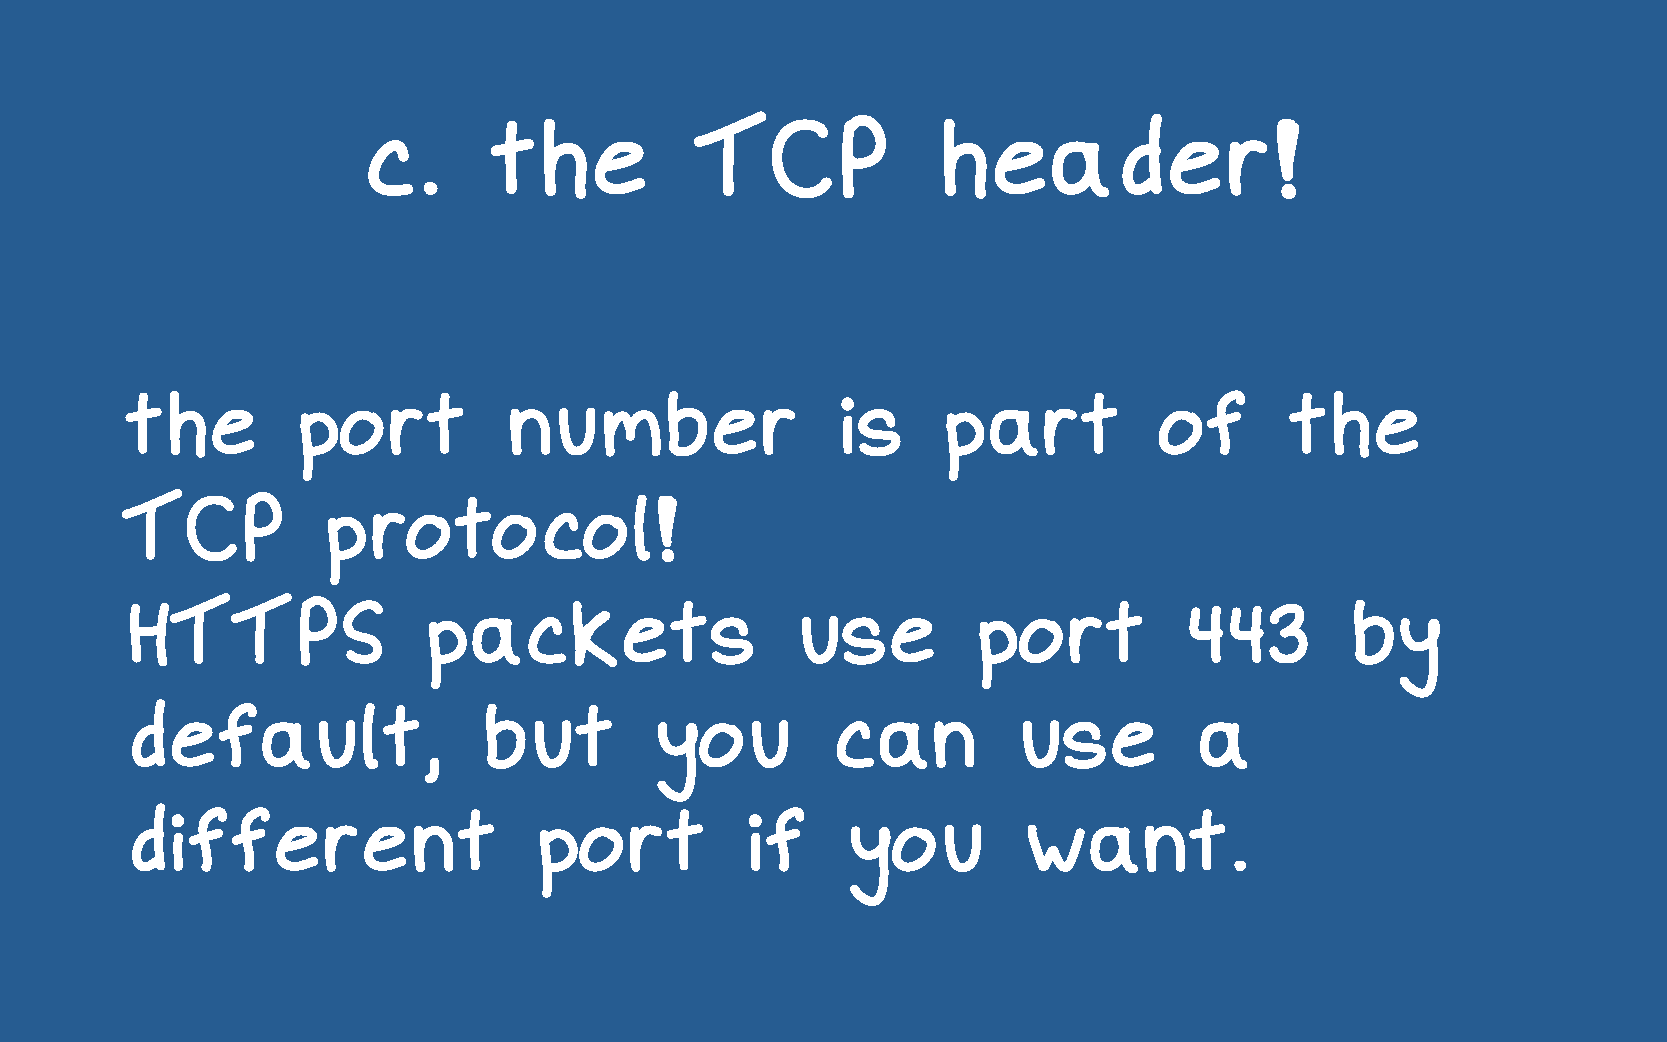 c. the TCP header!
the port number is part of the
TCP protocol!
HTTPS packets use port 443 by
default, but you can use a
different port if you want.